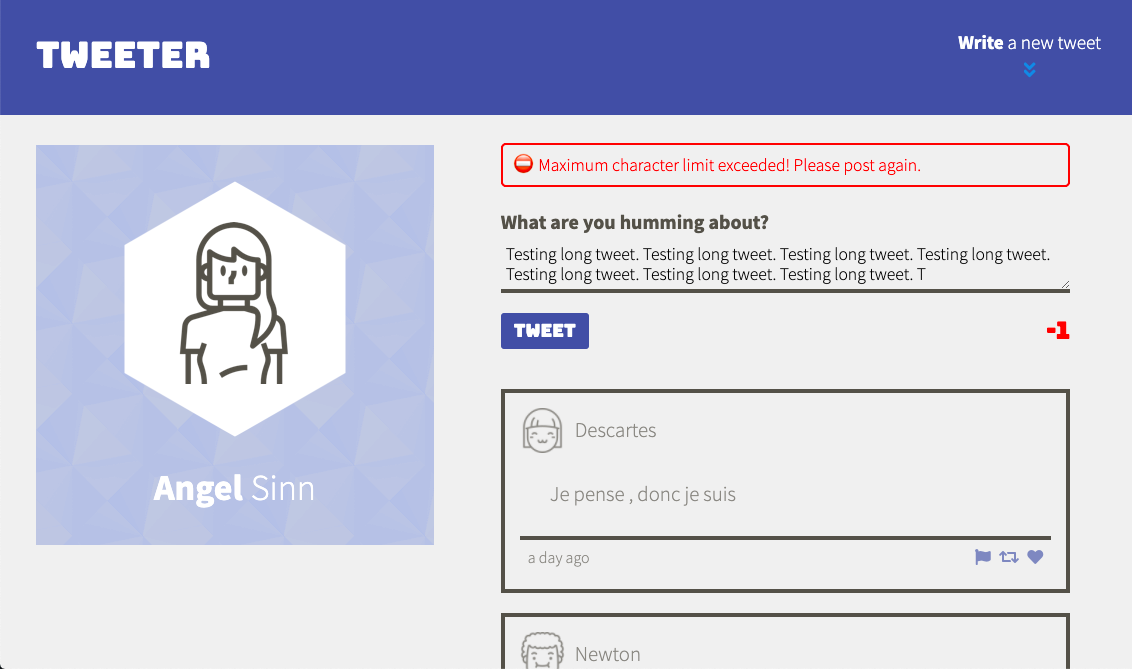 TWEETER
Write a new tweet
Maximum character limit exceeded! Please post again.
What are you humming about?
Testing long tweet. Testing long tweet. Testing long tweet. Testing long tweet.
Testing long tweet. Testing long tweet. Testing long tweet. T
TWEET
-1
Angel Sinn
Descartes
Je pense , donc je suis
a day ago
Newton